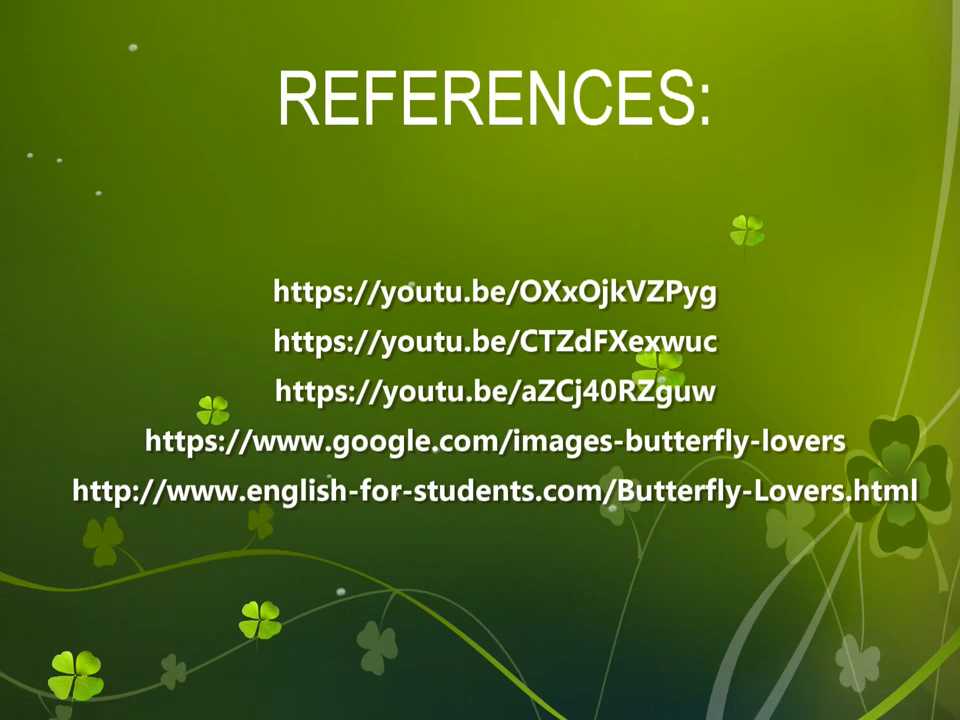 REFERENCES:
https://youtu.be/OXxOjkVZPyg
https://youtu.be/CTZdFXexwuc
https://youtu.be/aZCj40RZguw
https://www.google.com/images-butterfly-lovers
http://www.english-for-students.com/Butterfly-Lovers.html